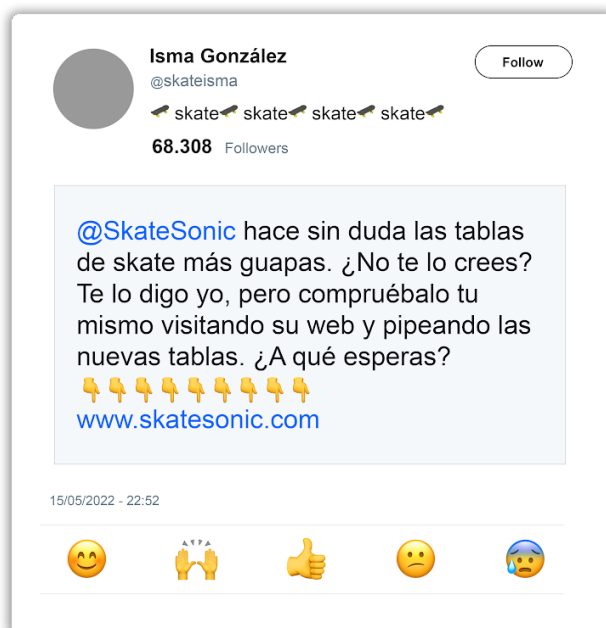 Isma González
Follow
@skateisma
🛹 skate🛹 skate🛹 skate🛹 skate🛹
68.308 Followers
@SkateSonic hace sin duda las tablas
de skate más guapas. ¿No te lo crees?
Te lo digo yo, pero compruébalo tu
mismo visitando su web y pipeando las
nuevas tablas. ¿A qué esperas?
👇👇👇👇👇👇👇👇👇
www.skatesonic.com
15/05/2022 - 22:52
😊 🙌 👍 😕 😰